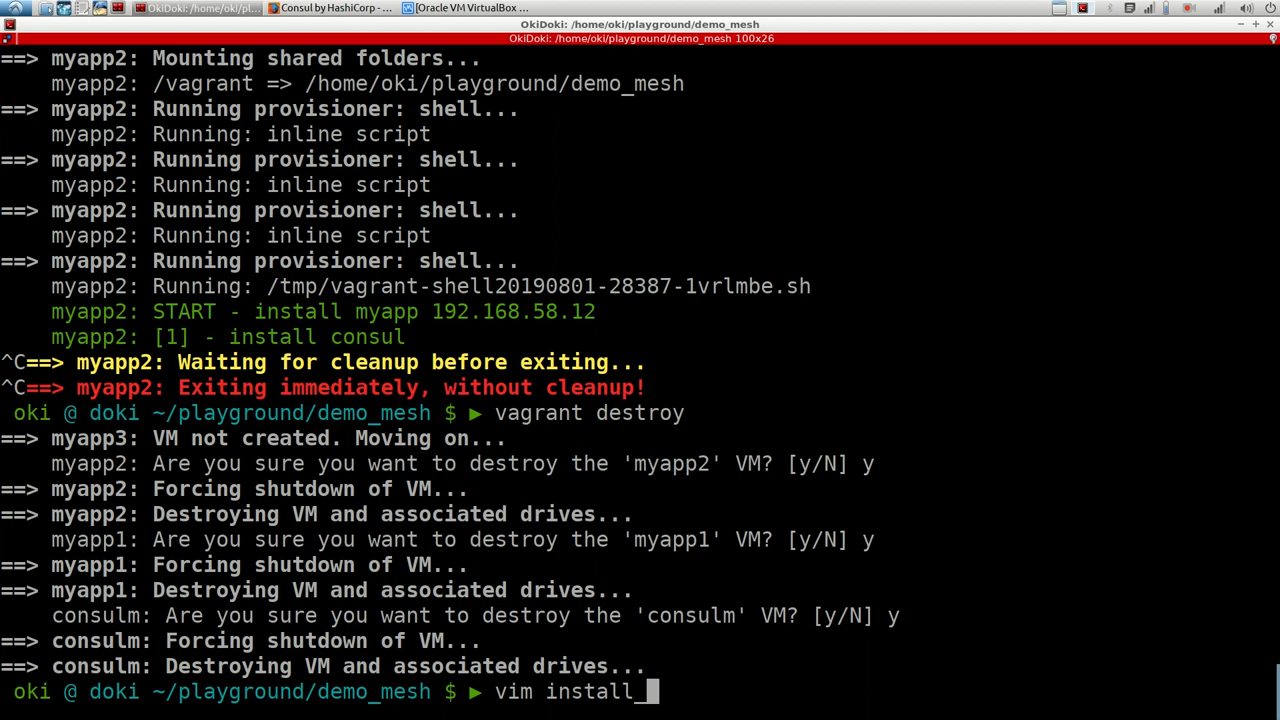 OkiDoki: /home/oki/pl...
Consul by HashiCorp - ...
[Oracle VM VirtualBox
OkiDoki: /home/oki/playground/demo_mesh
OkiDoki: /home/oki/playground/demo_mesh 100x26
==> myapp2: Mounting shared folders...
myapp2: /vagrant => /home/oki/playground/demo_mesh
==> myapp2: Running provisioner: shell...
myapp2: Running: inline script
==> myapp2: Running provisioner: shell...
myapp2: Running: inline script
==> myapp2: Running provisioner: shell...
myapp2: Running: inline script
==> myapp2: Running provisioner: shell...
myapp2: Running: /tmp/vagrant-shell20190801-28387-1vrlmbe.sh
myapp2: START - install myapp 192.168.58.12
myapp2: [1] - install consul
^C==> myapp2: Waiting for cleanup before exiting...
^C==> myapp2: Exiting immediately, without cleanup!
oki @ doki ~/playground/demo_mesh $ ► vagrant destroy
==> myapp3: VM not created. Moving on...
myapp2: Are you sure you want to destroy the 'myapp2' VM? [y/N] y
==> myapp2: Forcing shutdown of VM...
==> myapp2: Destroying VM and associated drives...
myapp1: Are you sure you want to destroy the 'myapp1' VM? [y/N] y
==> myapp1: Forcing shutdown of VM...
==> myapp1: Destroying VM and associated drives...
consulm: Are you sure you want to destroy the 'consulm' VM? [y/N] y
==> consulm: Forcing shutdown of VM...
==> consulm: Destroying VM and associated drives...
oki @ doki ~/playground/demo_mesh $ ► vim install_